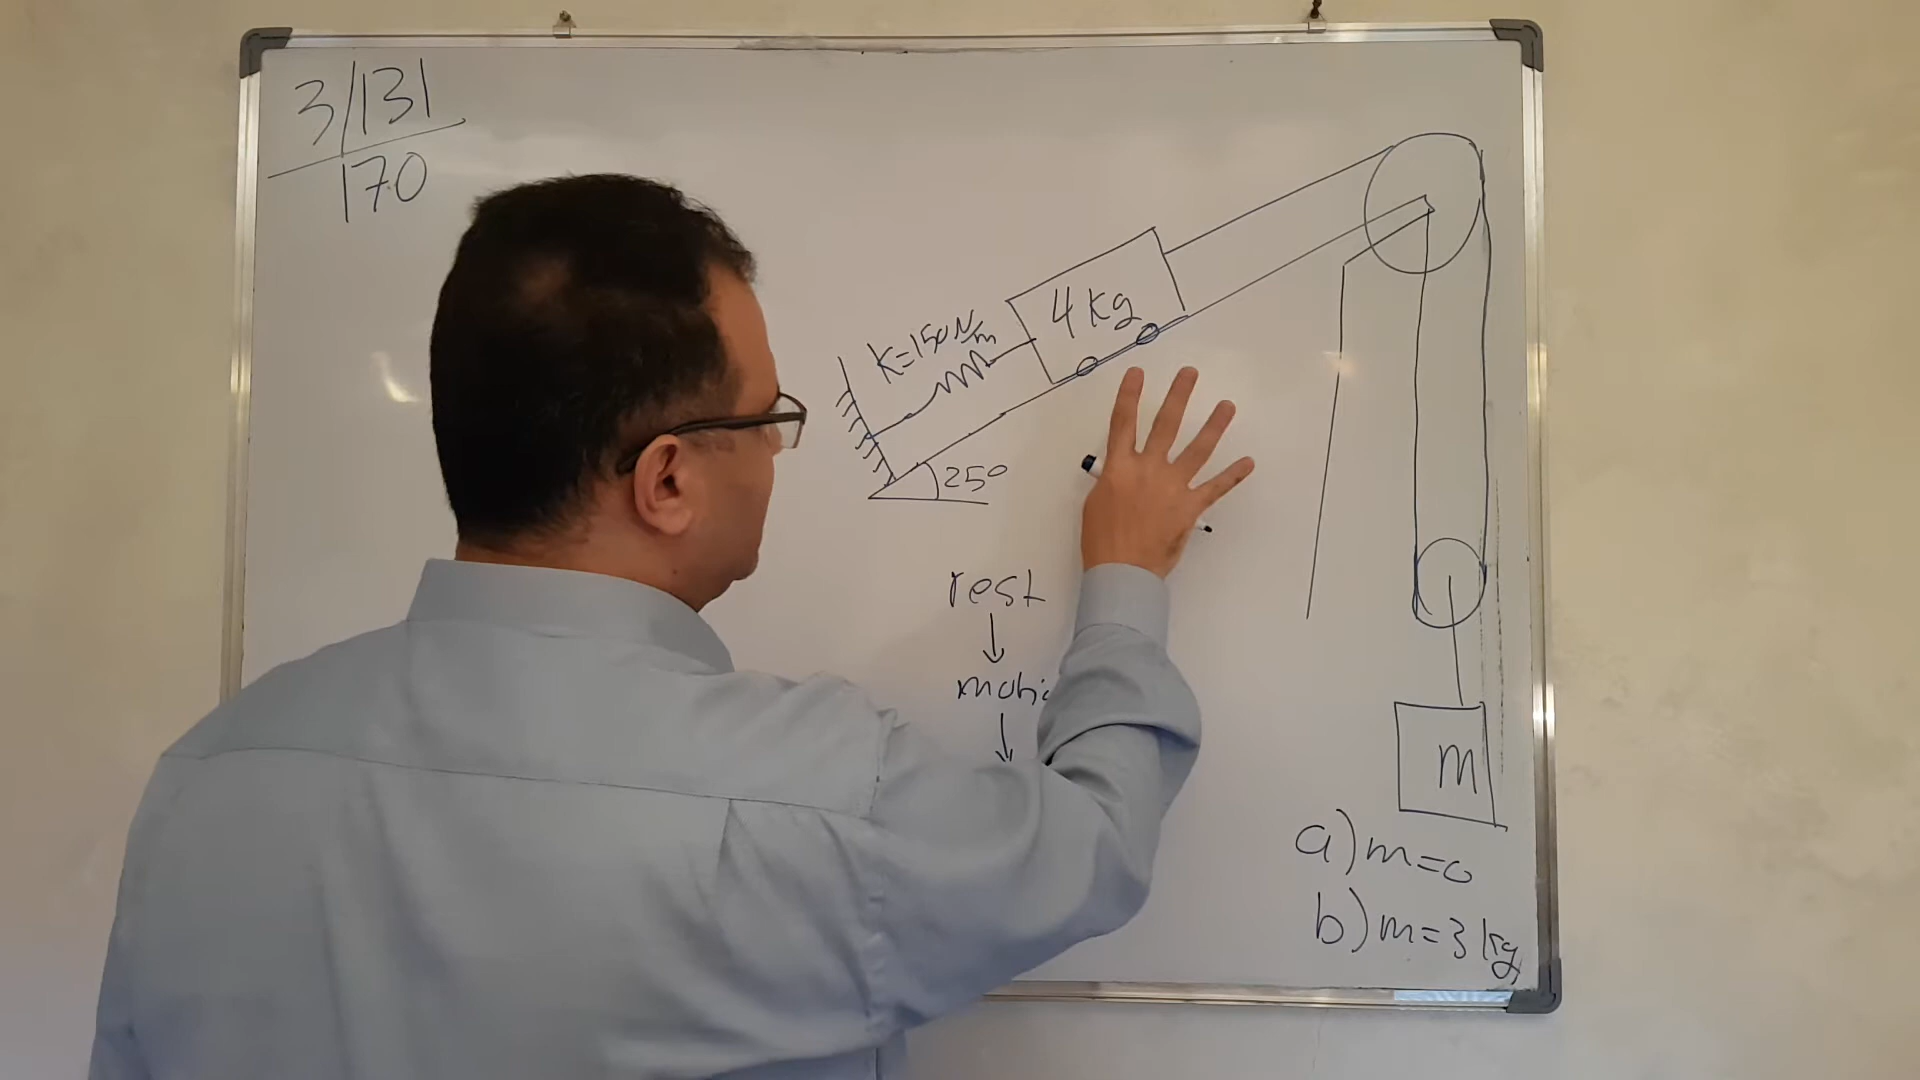 3/131
170
K=150 N/m
4 kg
25°
rest
↓
↓
m
a) m=0
b) m=3 kg